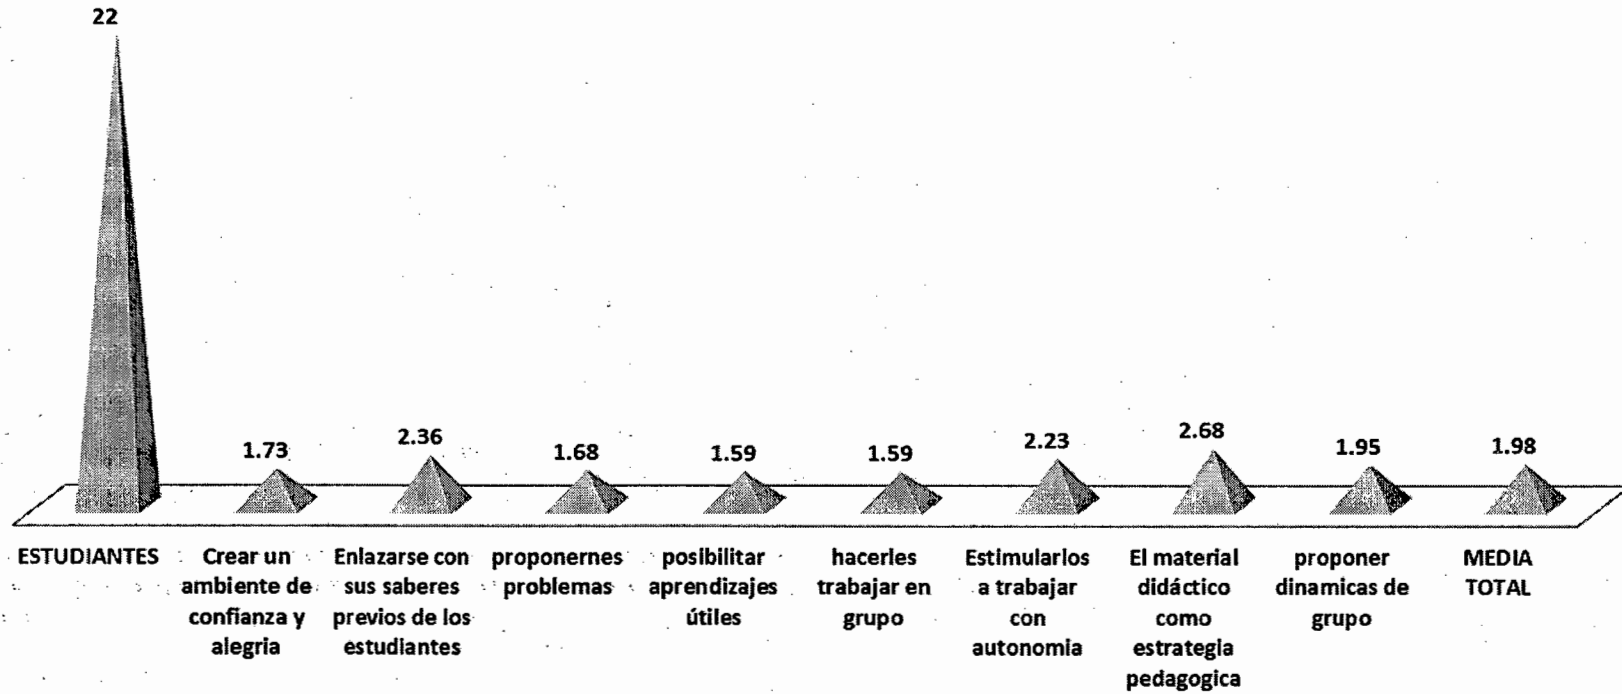 22
1.73
2.36
1.68
1.59
1.59
2.23
2.68
1.95
1.98
ESTUDIANTES
Crear un
ambiente de
confianza y
alegria
Enlazarse con
sus saberes
previos de los
estudiantes
proponernes
problemas
posibilitar
aprendizajes
útiles
hacerles
trabajar en
grupo
Estimularlos
a trabajar
con
autonomia
El material
didáctico
como
estrategia
pedagogica
proponer
dinamicas de
grupo
MEDIA
TOTAL